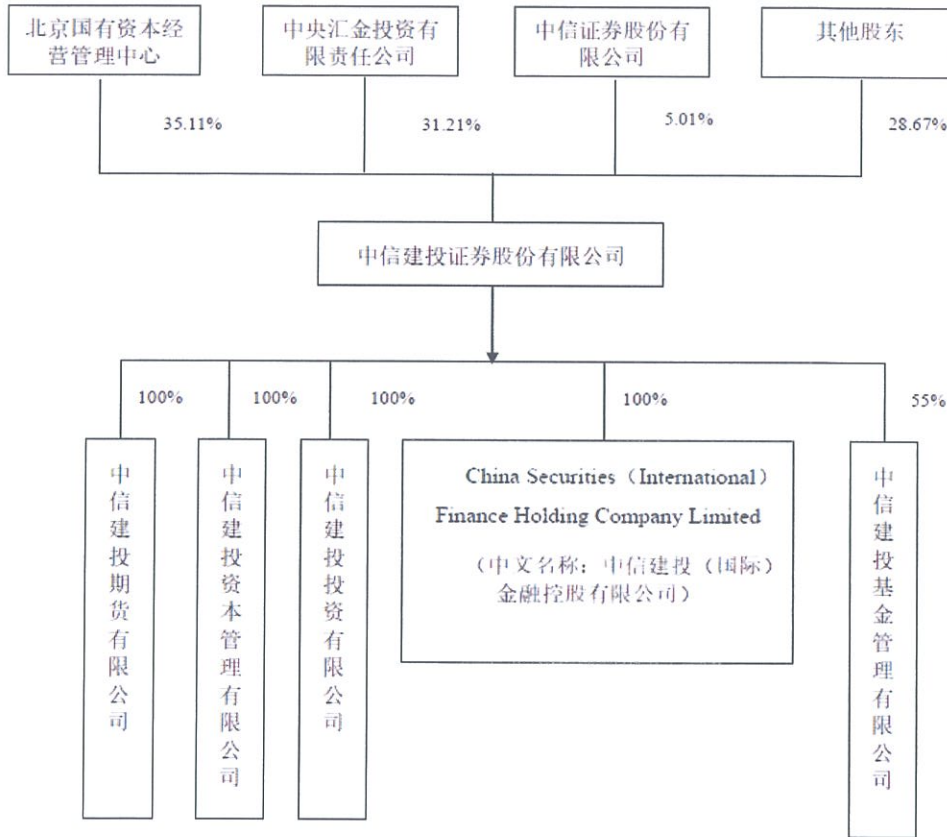 北京国有资本经
营管理中心
中央汇金投资有
限责任公司
中信证券股份有
限公司
其他股东
35.11%
31.21%
5.01%
28.67%
中信建投证券股份有限公司
100%
100%
100%
100%
55%
中信建投期货有限公司
中信建投资本管理有限公司
中信建投投资有限公司
China Securities（International）
Finance Holding Company Limited
（中文名称：中信建投（国际）
金融控股有限公司）
中信建投基金管理有限公司